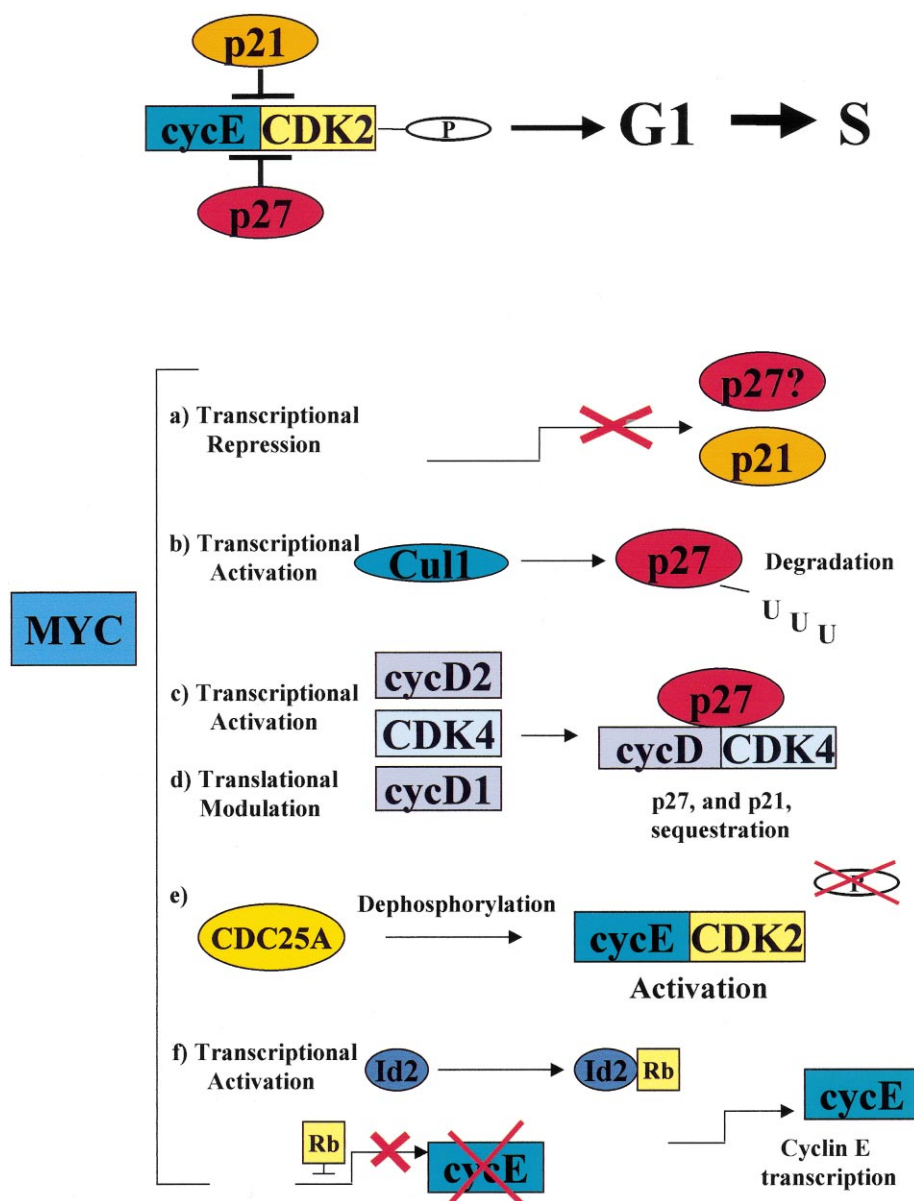 p21
cycE CDK2 P G1 S
p27
p27?
a) Transcriptional
Repression
p21
b) Transcriptional
Activation
Cul1 p27 Degradation
U U U
MYC
cycD2
c) Transcriptional
Activation
CDK4
p27
cycD CDK4
d) Translational
Modulation
cycD1
p27, and p21,
sequestration
P
e)
CDC25A Dephosphorylation cycE CDK2
Activation
f) Transcriptional
Activation
Id2 Id2 Rb
cycE
Rb
cycE
Cyclin E
transcription